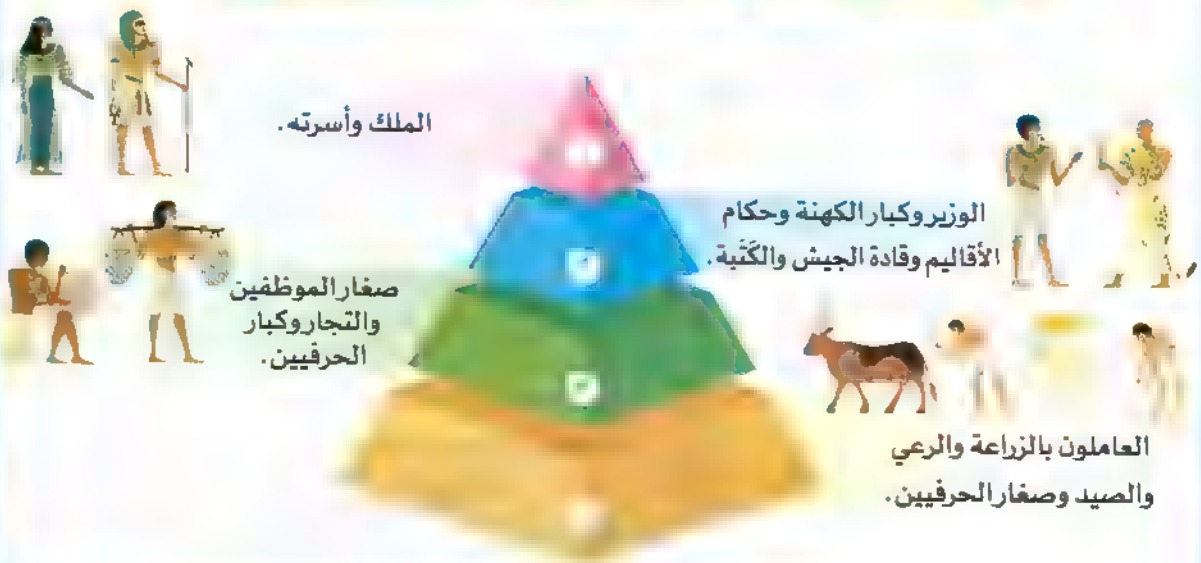 الملك وأسرته.
الوزير وكبار الكهنة وحكام
الأقاليم وقادة الجيش والكَتَبة.
صغار الموظفين
والتجار وكبار
الحرفيين.
العاملون بالزراعة والرعي
والصيد وصغار الحرفيين.